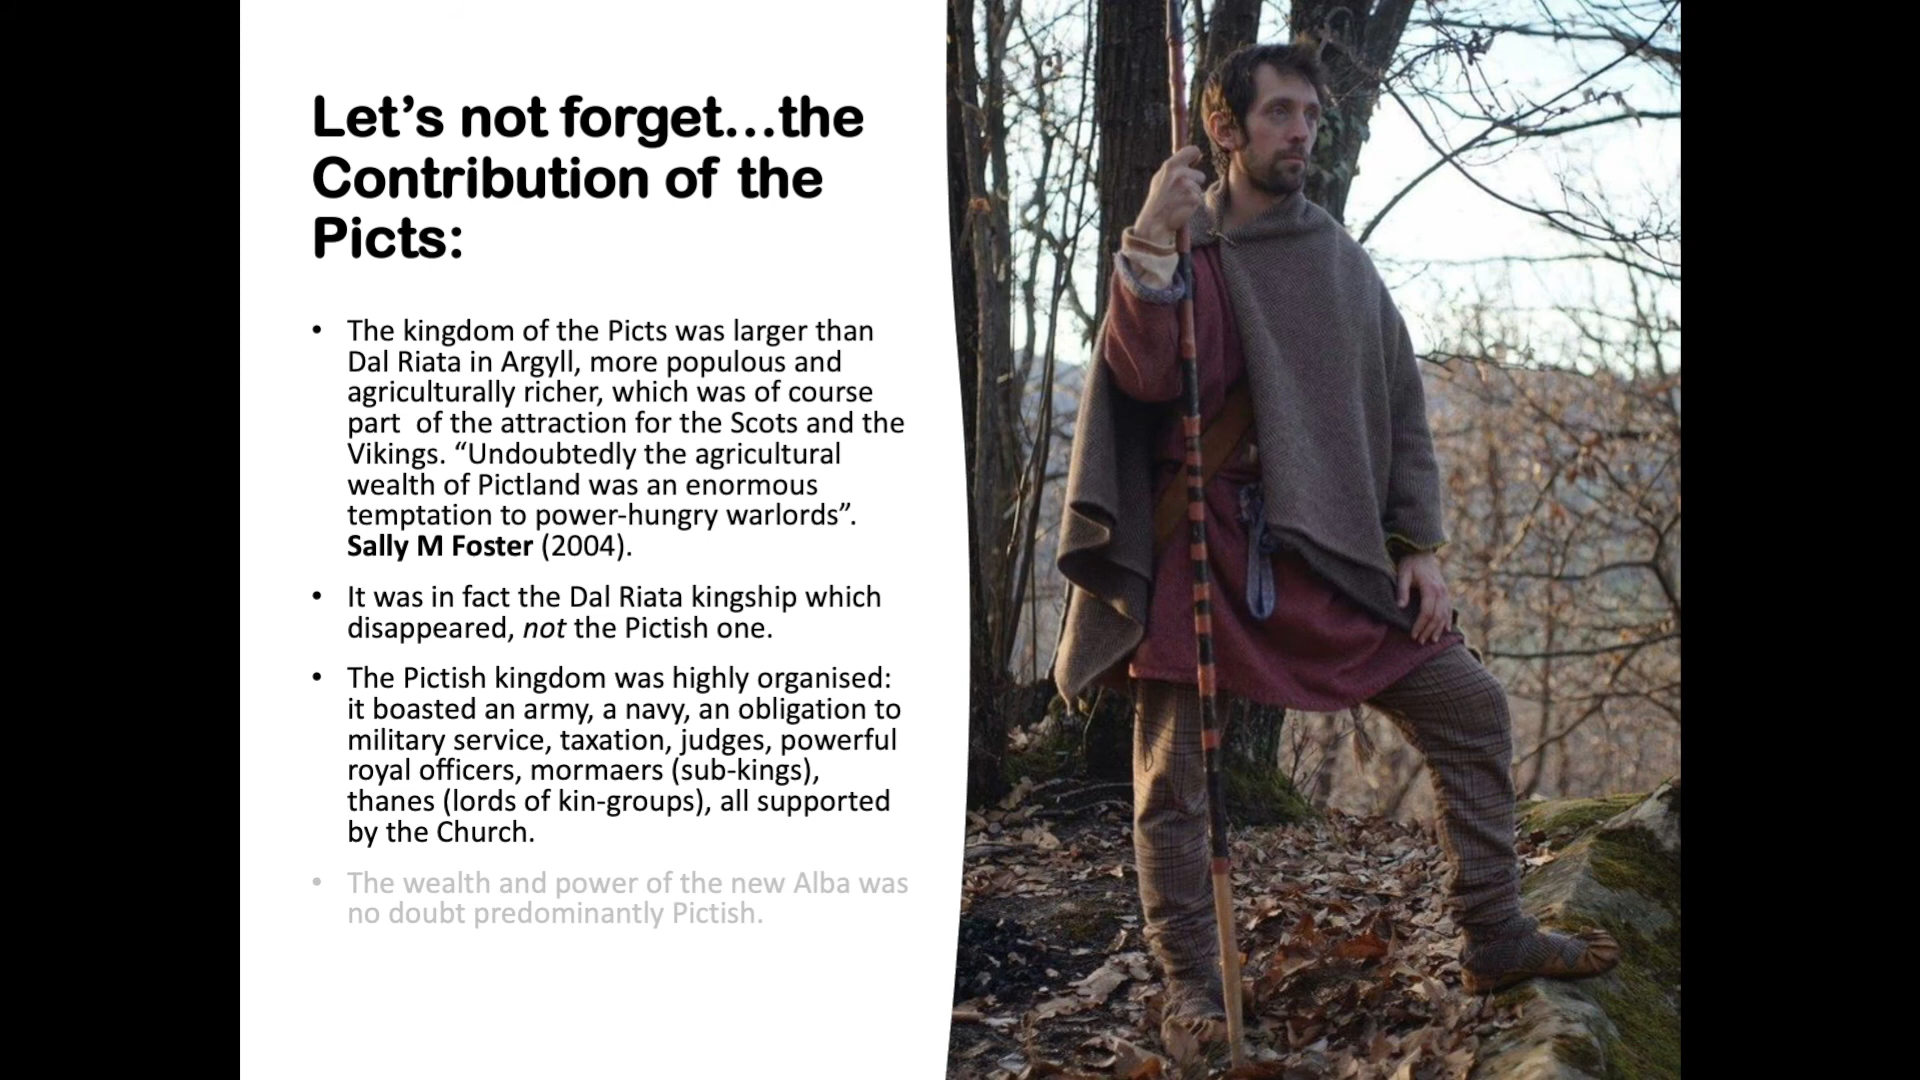 Let’s not forget…the
Contribution of the
Picts:
• The kingdom of the Picts was larger than
Dal Riata in Argyll, more populous and
agriculturally richer, which was of course
part  of the attraction for the Scots and the
Vikings. “Undoubtedly the agricultural
wealth of Pictland was an enormous
temptation to power-hungry warlords”.
Sally M Foster (2004).
• It was in fact the Dal Riata kingship which
disappeared, not the Pictish one.
• The Pictish kingdom was highly organised:
it boasted an army, a navy, an obligation to
military service, taxation, judges, powerful
royal officers, mormaers (sub-kings),
thanes (lords of kin-groups), all supported
by the Church.
• The wealth and power of the new Alba was
no doubt predominantly Pictish.